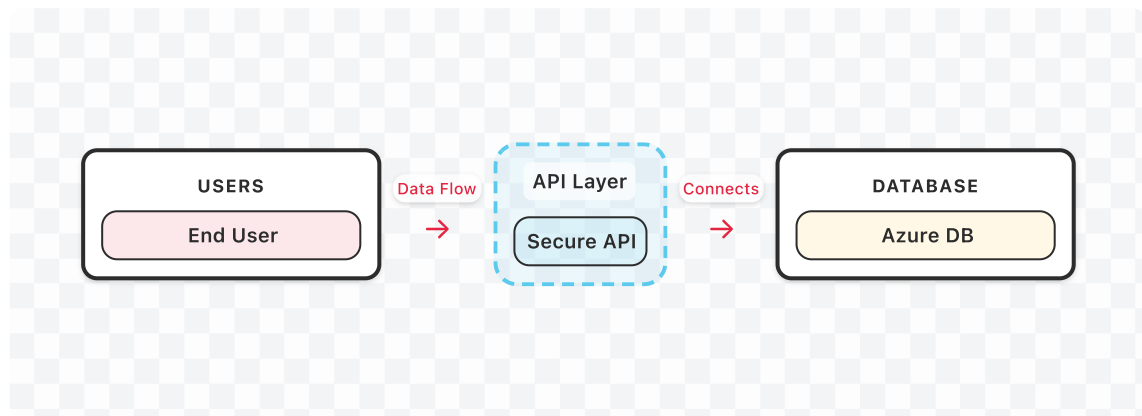 USERS
End User
Data Flow
API Layer
Secure API
Connects
DATABASE
Azure DB